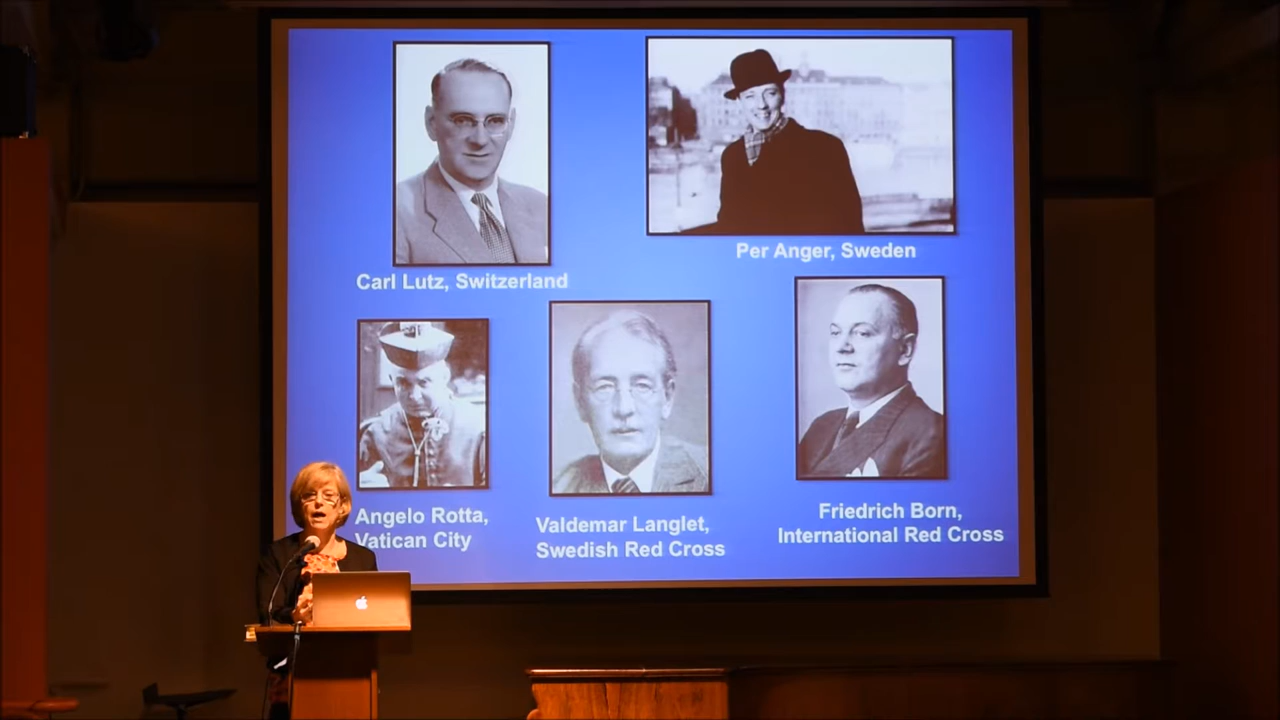 Per Anger, Sweden
Carl Lutz, Switzerland
Angelo Rotta,
Vatican City
Valdemar Langlet,
Swedish Red Cross
Friedrich Born,
International Red Cross